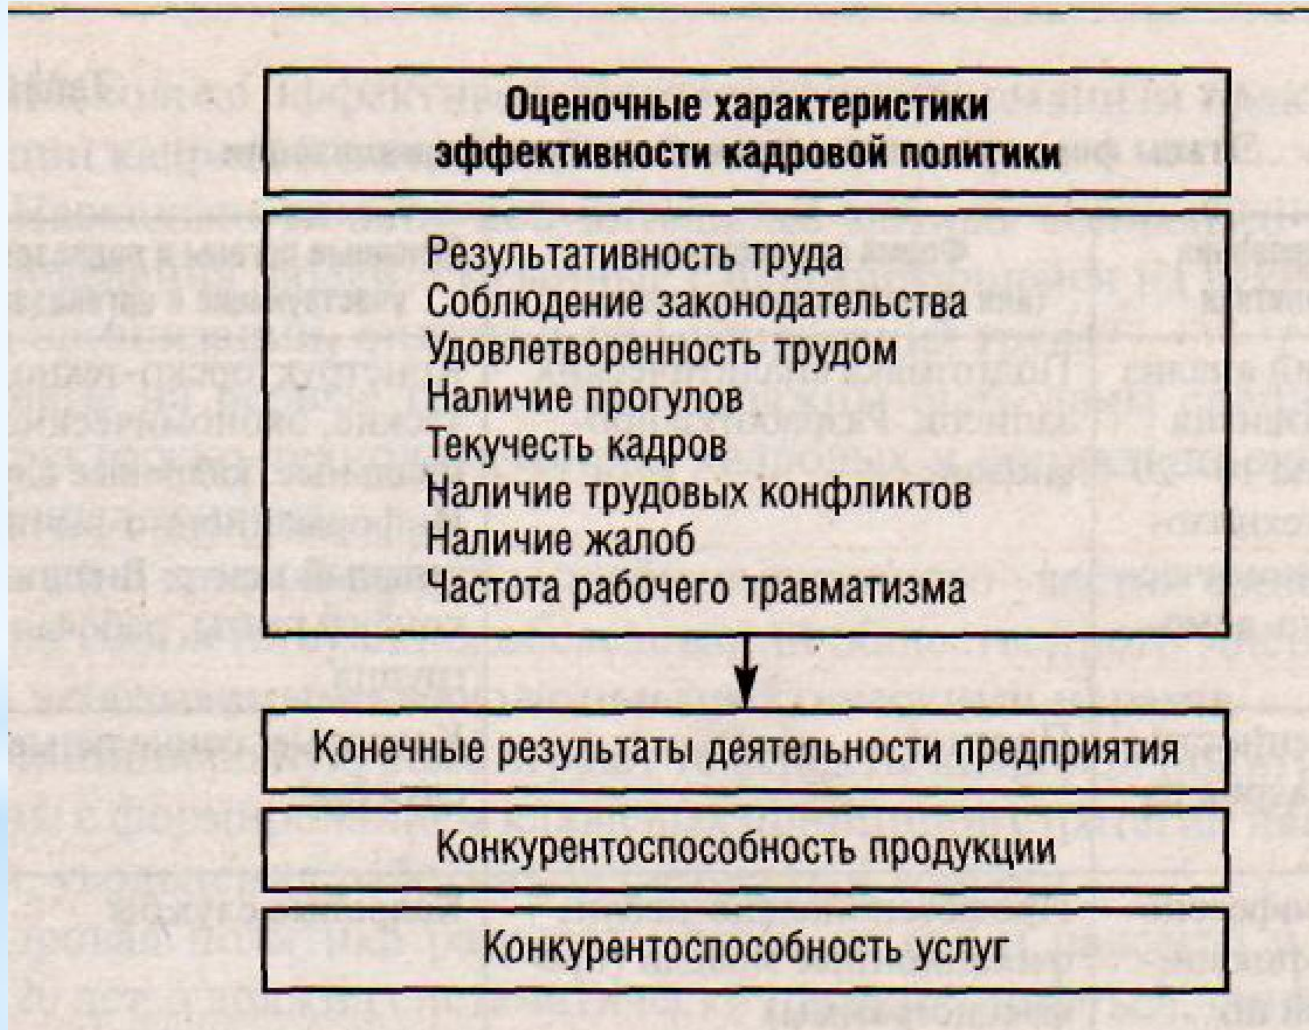 Оценочные характеристики
эффективности кадровой политики
Результативность труда
Соблюдение законодательства
Удовлетворенность трудом
Наличие прогулов
Текучесть кадров
Наличие трудовых конфликтов
Наличие жалоб
Частота рабочего травматизма
Конечные результаты деятельности предприятия
Конкурентоспособность продукции
Конкурентоспособность услуг